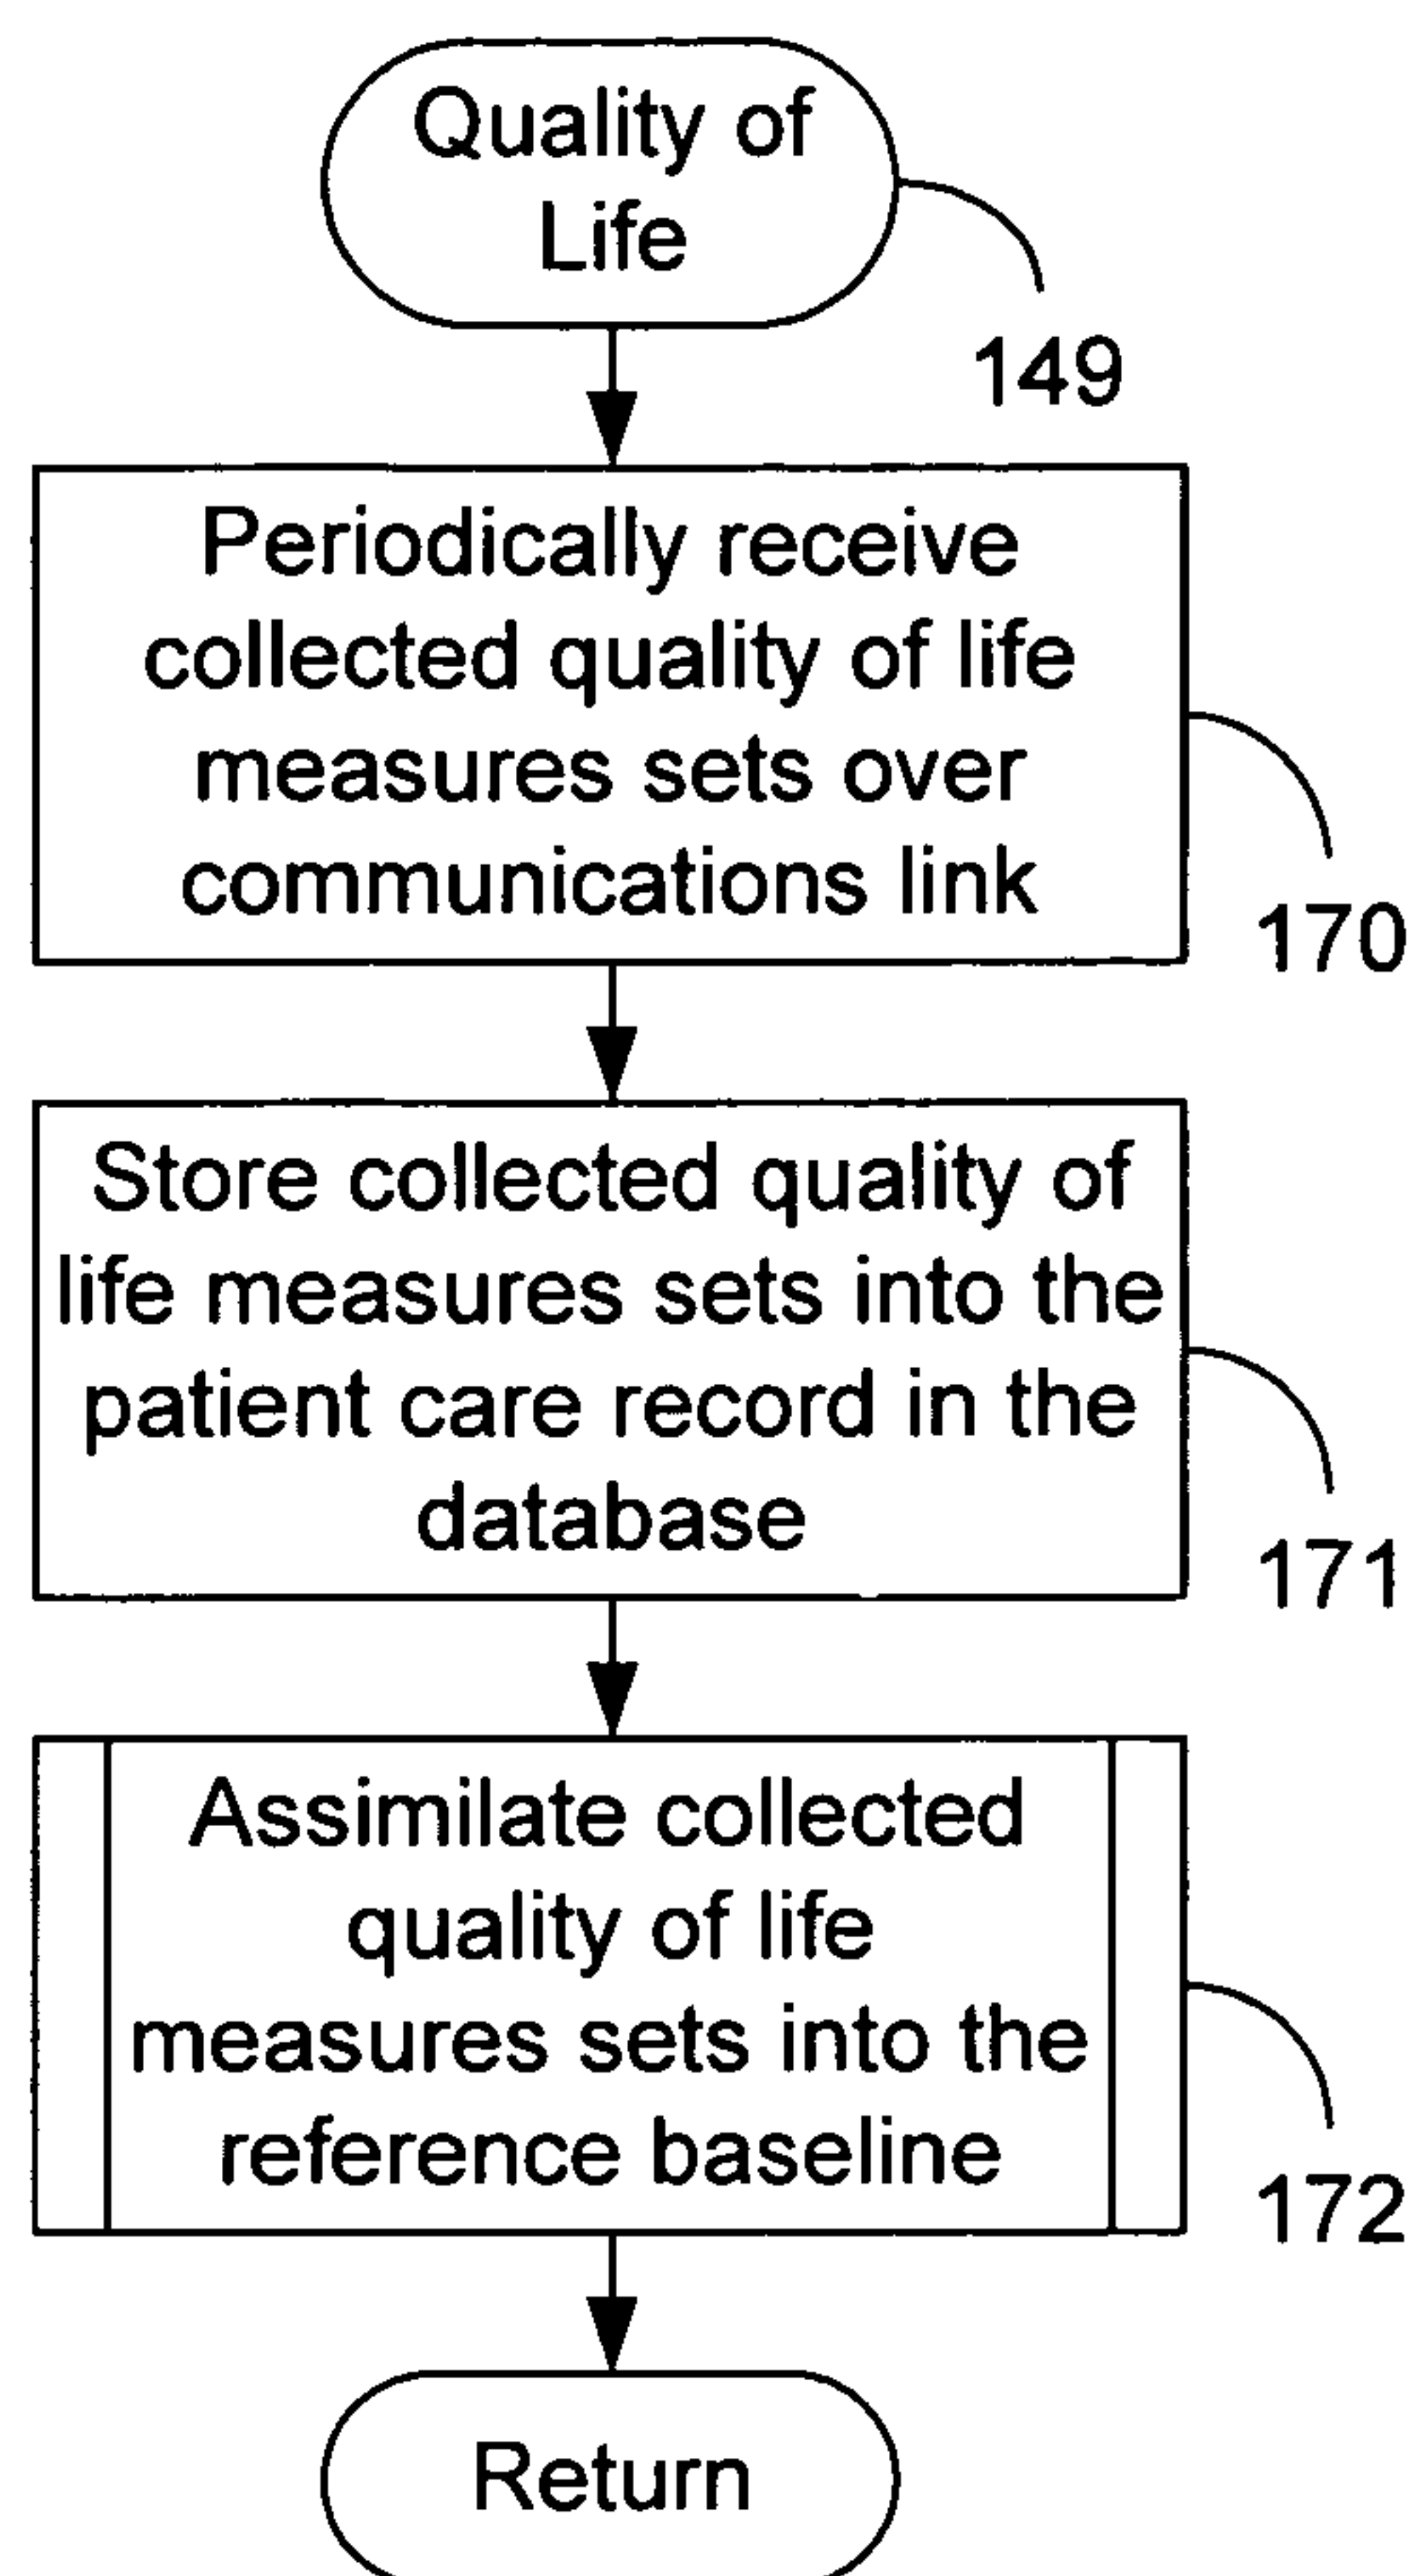 Quality of
Life
149
Periodically receive
collected quality of life
measures sets over
communications link
170
Store collected quality of
life measures sets into the
patient care record in the
database
171
Assimilate collected
quality of life
measures sets into the
reference baseline
172
Return